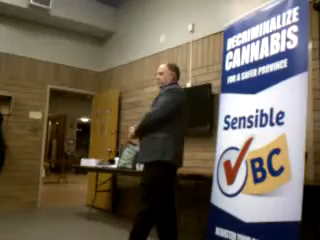 DECRIMINALIZE
CANNABIS
FOR A SAFER PROVINCE
Sensible
BC